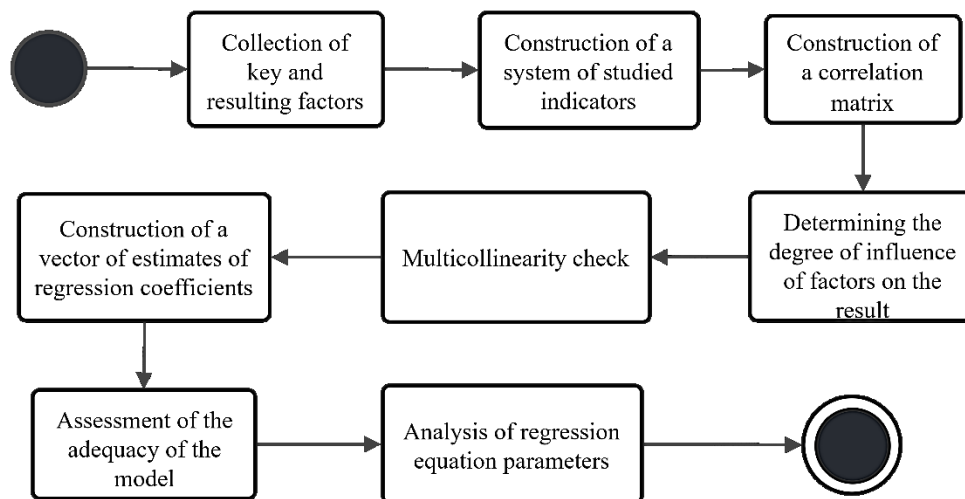 Collection of
key and
resulting factors
Construction of a
system of studied
indicators
Construction of
a correlation
matrix
Determining the
degree of influence
of factors on the
result
Multicollinearity check
Construction of a
vector of estimates of
regression coefficients
Assessment of the
adequacy of the
model
Analysis of regression
equation parameters